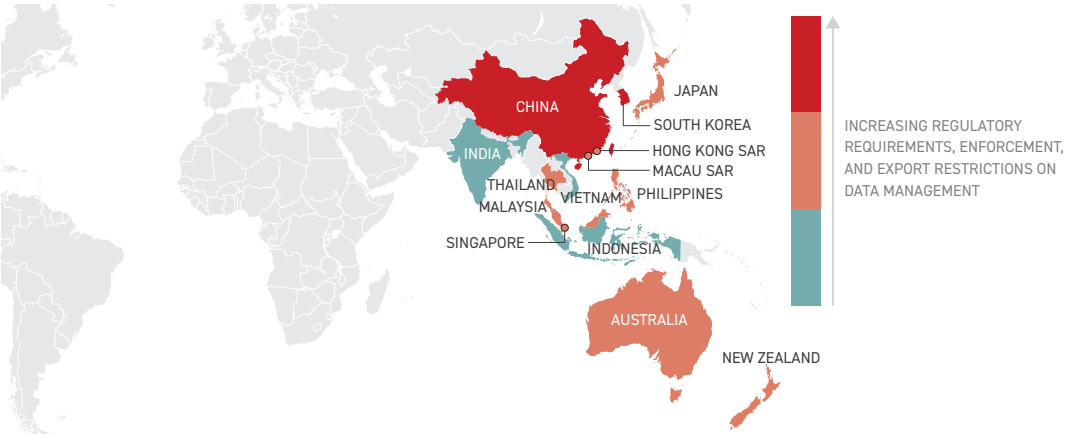 JAPAN
CHINA
SOUTH KOREA
HONG KONG SAR
INDIA
MACAU SAR
THAILAND
VIETNAM
PHILIPPINES
MALAYSIA
SINGAPORE
INDONESIA
AUSTRALIA
NEW ZEALAND
INCREASING REGULATORY
REQUIREMENTS, ENFORCEMENT,
AND EXPORT RESTRICTIONS ON
DATA MANAGEMENT